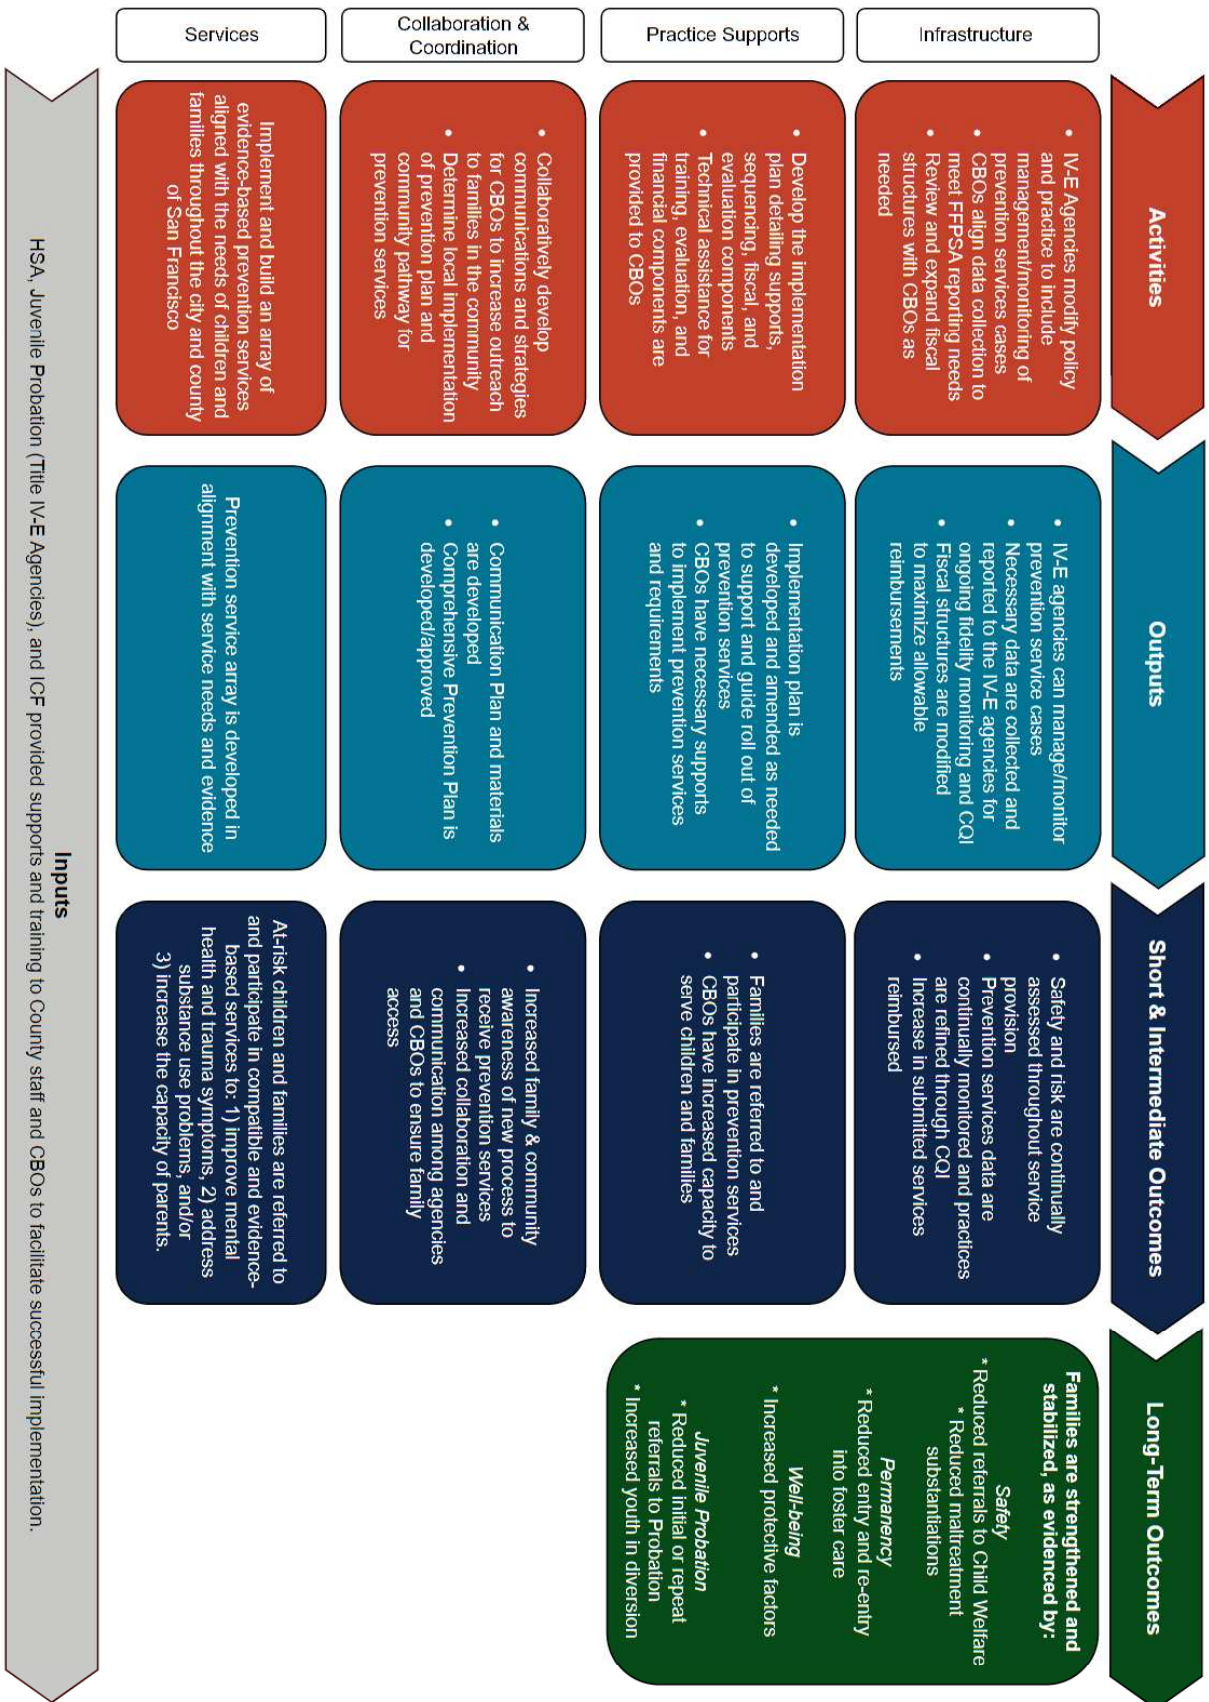 Activities
Outputs
Short & Intermediate Outcomes
Long-Term Outcomes
Infrastructure
• IV-E Agencies modify policy
and practice to include
management/monitoring of
prevention services cases
• CBOs align data collection to
meet FFPSA reporting needs
• Review and expand fiscal
structures with CBOs as
needed
• IV-E agencies can manage/monitor
prevention service cases
• Necessary data are collected and
reported to the IV-E agencies for
ongoing fidelity monitoring and CQI
• Fiscal structures are modified
to maximize allowable
reimbursements
• Safety and risk are continually
assessed throughout service
provision
• Prevention services data are
continually monitored and practices
are refined through CQI
• Increase in submitted services
reimbursed
Families are strengthened and
stabilized, as evidenced by:
Safety
* Reduced referrals to Child Welfare
* Reduced maltreatment
substantiations
Permanency
* Reduced entry and re-entry
into foster care
Well-being
* Increased protective factors
Juvenile Probation
* Reduced initial or repeat
referrals to Probation
* Increased youth in diversion
Practice Supports
• Develop the implementation
plan detailing supports,
sequencing, fiscal, and
evaluation components
• Technical assistance for
training, evaluation, and
financial components are
provided to CBOs
• Implementation plan is
developed and amended as needed
to support and guide roll out of
prevention services
• CBOs have necessary supports
to implement prevention services
and requirements
• Families are referred to and
participate in prevention services
• CBOs have increased capacity to
serve children and families
Collaboration &
Coordination
• Collaboratively develop
communications and strategies
for CBOs to increase outreach
to families in the community
• Determine local implementation
of prevention plan and
community pathway for
prevention services
• Communication Plan and materials
are developed
• Comprehensive Prevention Plan is
developed/approved
• Increased family & community
awareness of new process to
receive prevention services
• Increased collaboration and
communication among agencies
and CBOs to ensure family
access
Services
Implement and build an array of
evidence-based prevention services
aligned with the needs of children and
families throughout the city and county
of San Francisco
Prevention service array is developed in
alignment with service needs and evidence
At-risk children and families are referred to
and participate in compatible and evidence-
based services to: 1) improve mental
health and trauma symptoms, 2) address
substance use problems, and/or
3) increase the capacity of parents.
Inputs
HSA, Juvenile Probation (Title IV-E Agencies), and ICF provided supports and training to County staff and CBOs to facilitate successful implementation.